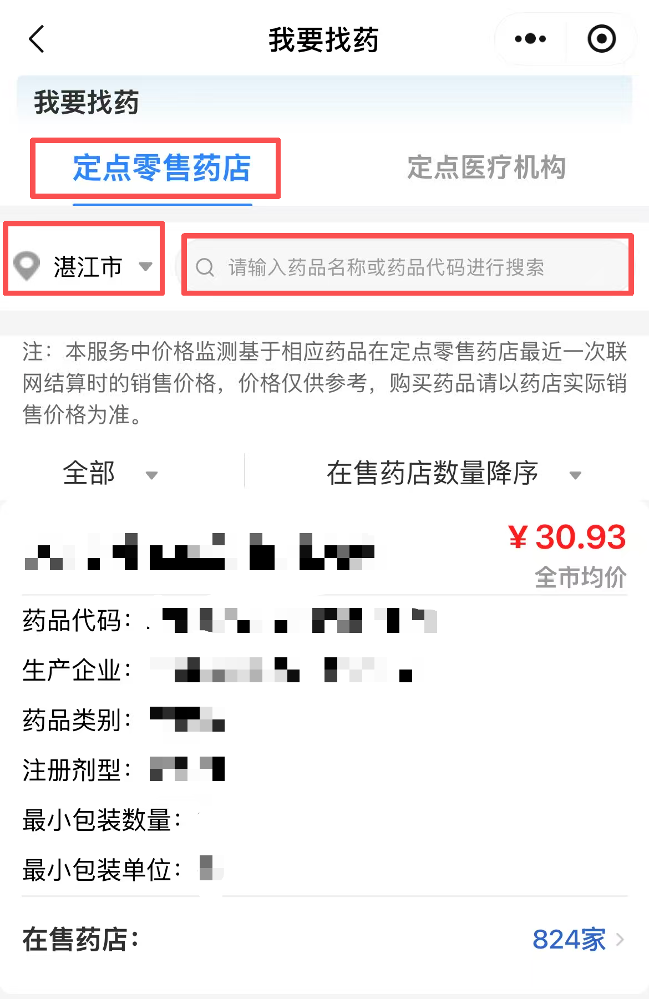 我要找药
我要找药
定点零售药店
定点医疗机构
湛江市
请输入药品名称或药品代码进行搜索
注：本服务中价格监测基于相应药品在定点零售药店最近一次联
网结算时的销售价格，价格仅供参考，购买药品请以药店实际销
售价格为准。
全部
在售药店数量降序
¥30.93
全市均价
药品代码：
生产企业：
药品类别：
注册剂型：
最小包装数量：
最小包装单位：
在售药店：
824家